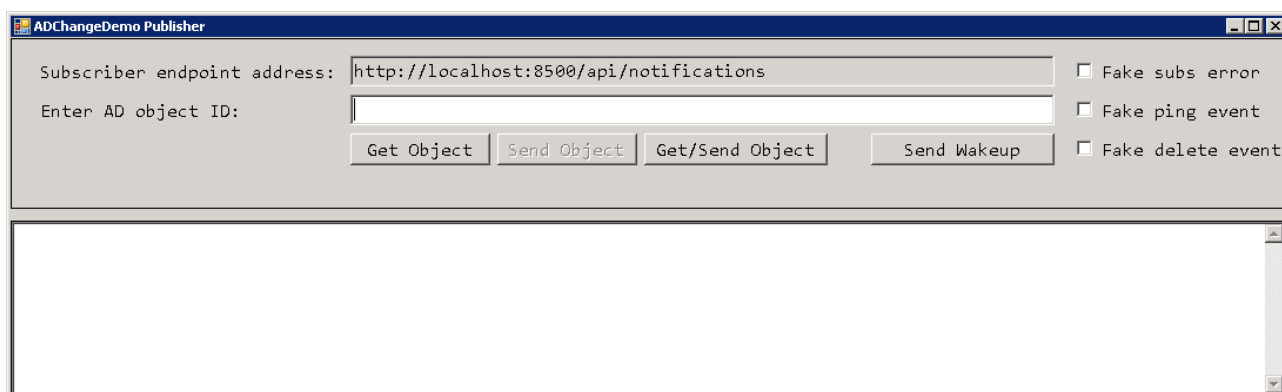 ADChangeDemo Publisher
Subscriber endpoint address: http://localhost:8500/api/notifications Fake subs error
Enter AD object ID: Fake ping event
Get Object Send Object Get/Send Object Send Wakeup Fake delete event